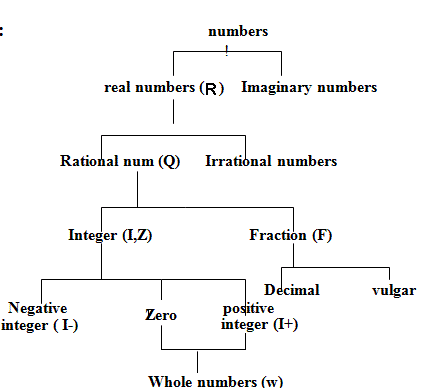 :
numbers
real numbers (R) Imaginary numbers
Rational num (Q) Irrational numbers
Integer (I,Z) Fraction (F)
Decimal vulgar
Negative
integer ( I-)
Zero
positive
integer (I+)
Whole numbers (w)